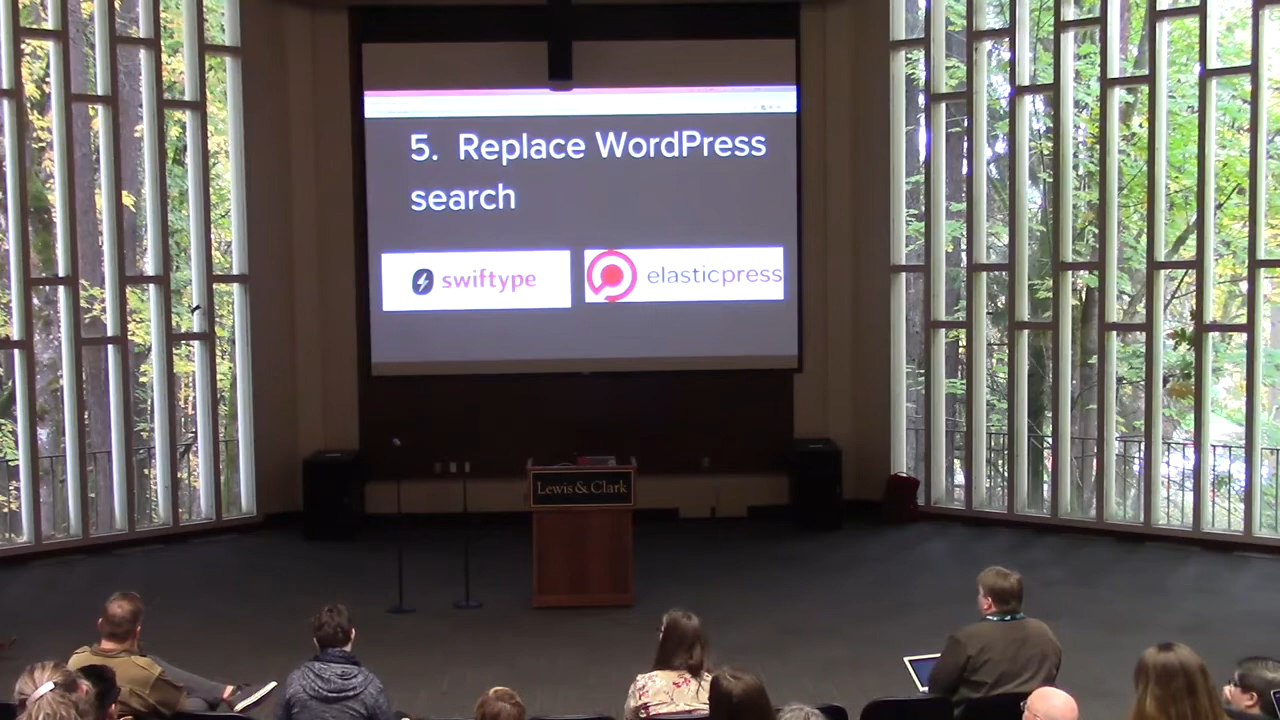 5. Replace WordPress
search
swiftype
elasticpress
Lewis & Clark